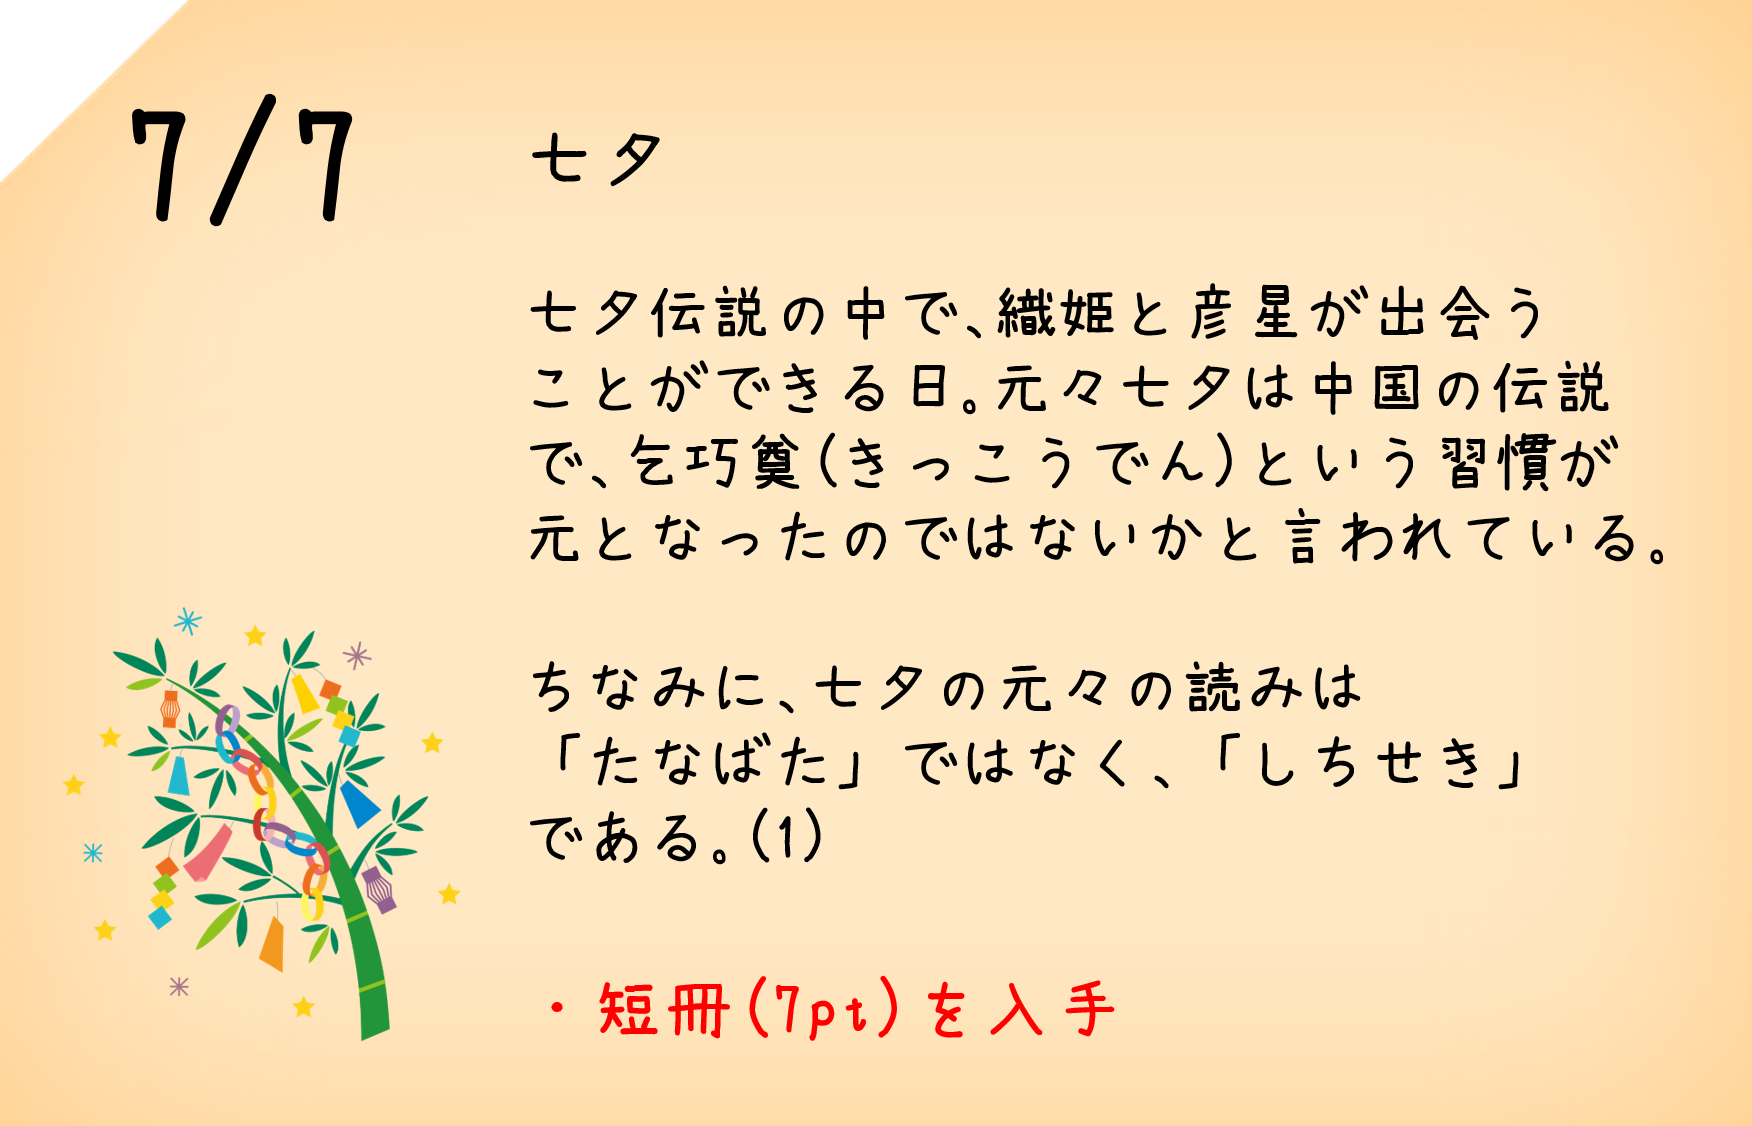 7/7
七夕
七夕伝説の中で、織姫と彦星が出会う
ことができる日。元々七夕は中国の伝説
で、乞巧奠(きっこうでん)という習慣が
元となったのではないかと言われている。
ちなみに、七夕の元々の読みは
「たなばた」ではなく、「しちせき」
である。(1)
・短冊(7pt)を入手